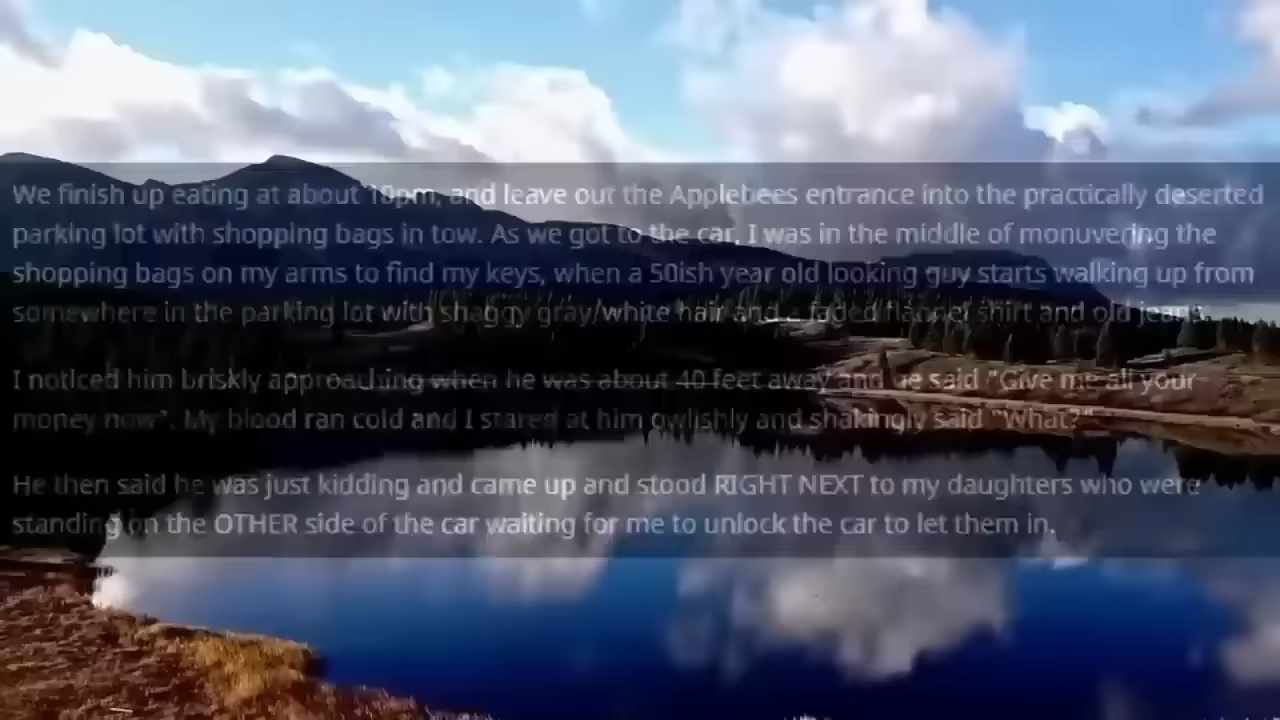 We finish up eating at about 10pm, and leave out the Applebees entrance into the practically deserted
parking lot with shopping bags in tow. As we got to the car, I was in the middle of monuvering the
shopping bags on my arms to find my keys, when a 50ish year old looking guy starts walking up from
somewhere in the parking lot with shaggy gray/white hair and a faded flannel shirt and old jeans.
I noticed him briskly approaching when he was about 40 feet away and he said "Give me all your
money now". My blood ran cold and I stared at him owlishly and shakingly said "What?"
He then said he was just kidding and came up and stood RIGHT NEXT to my daughters who were
standing on the OTHER side of the car waiting for me to unlock the car to let them in.